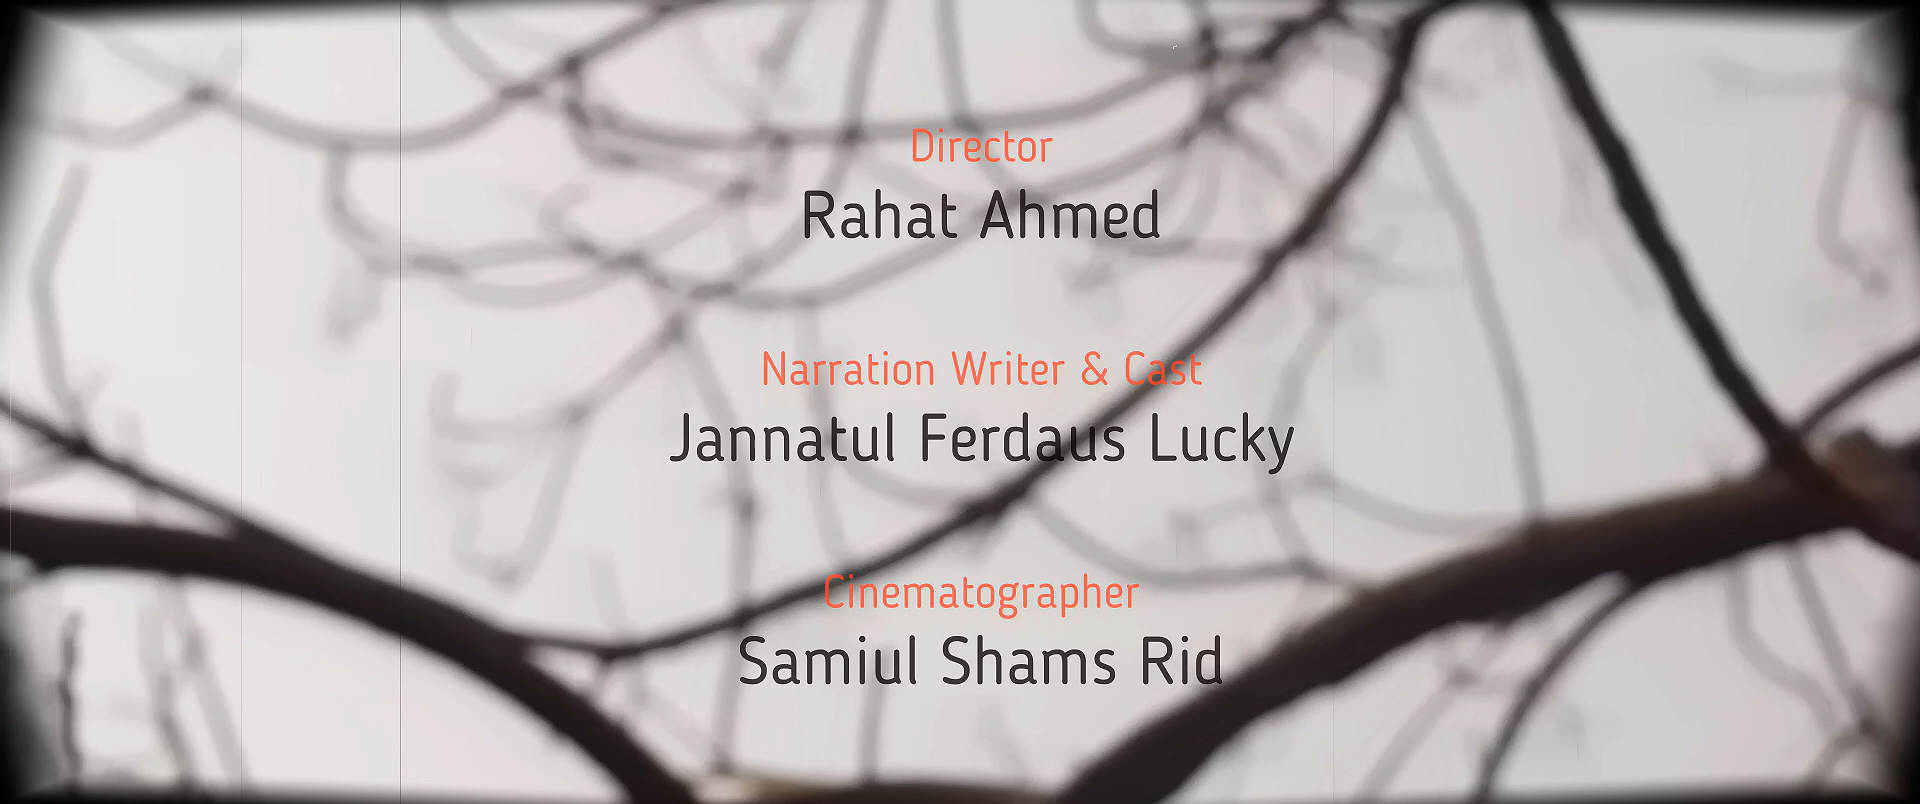 Director
Rahat Ahmed
Narration Writer & Cast
Jannatul Ferdaus Lucky
Cinematographer
Samiul Shams Rid